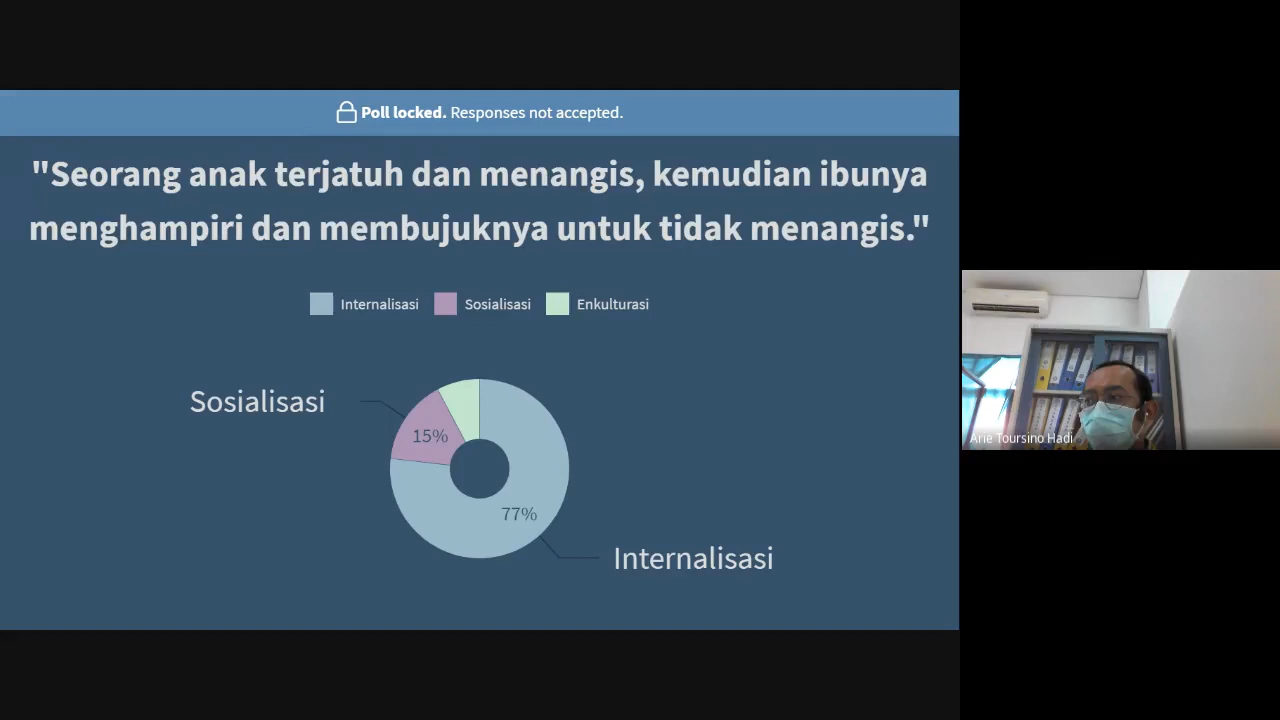 Poll locked. Responses not accepted.
"Seorang anak terjatuh dan menangis, kemudian ibunya
menghampiri dan membujuknya untuk tidak menangis."
Internalisasi Sosialisasi Enkulturasi
Sosialisasi
15%
77%
Internalisasi
Arie Toursino Hadi